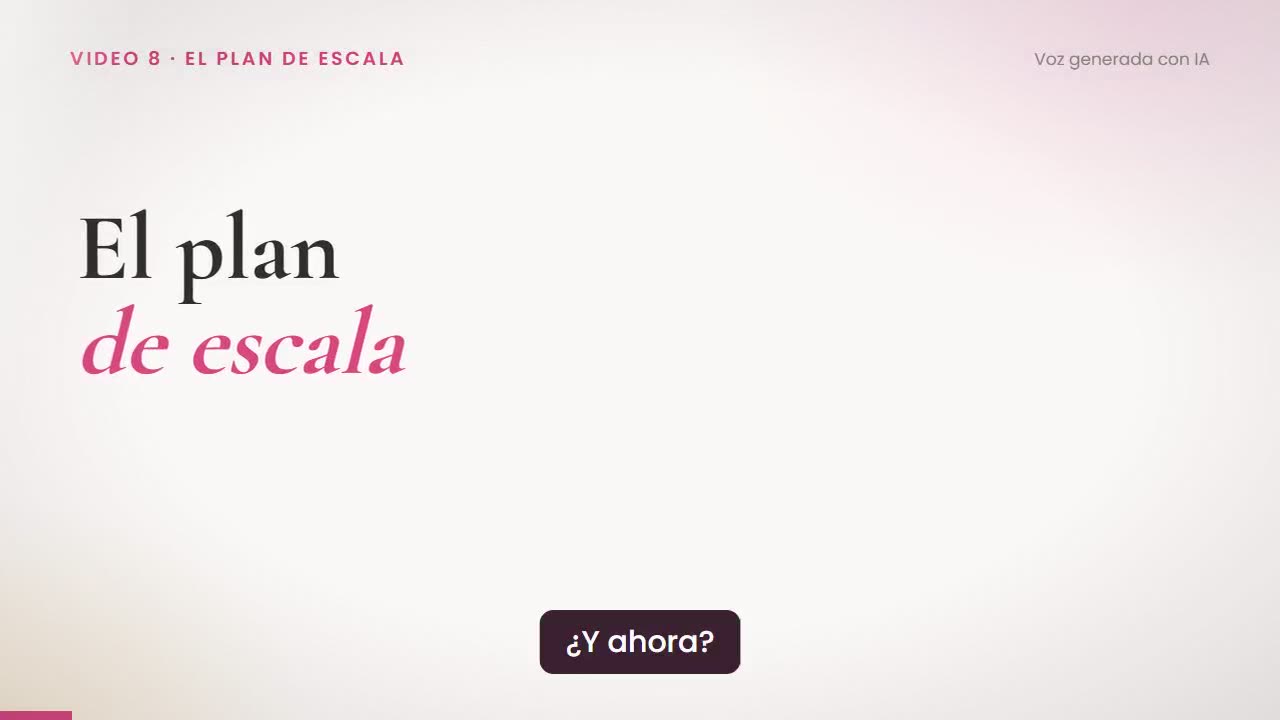 VIDEO 8 · EL PLAN DE ESCALA
Voz generada con IA
El plan
de escala
¿Y ahora?